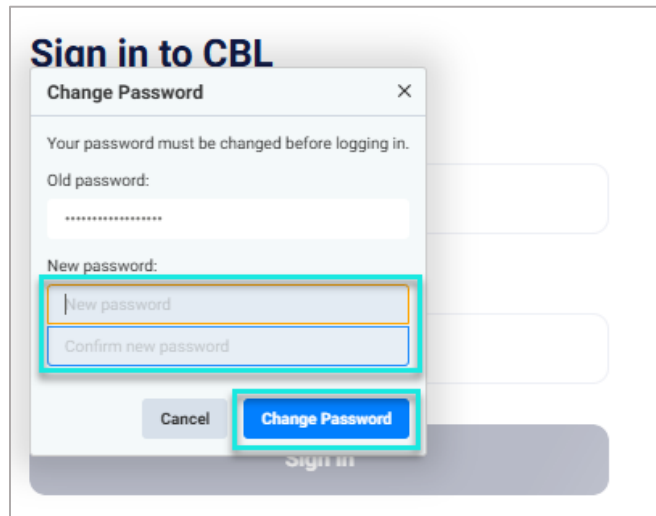 Sign in to CBL
Change Password
Your password must be changed before logging in.
Old password:
••••••••••••••••••
New password:
New password
Confirm new password
Cancel Change Password
Sign in